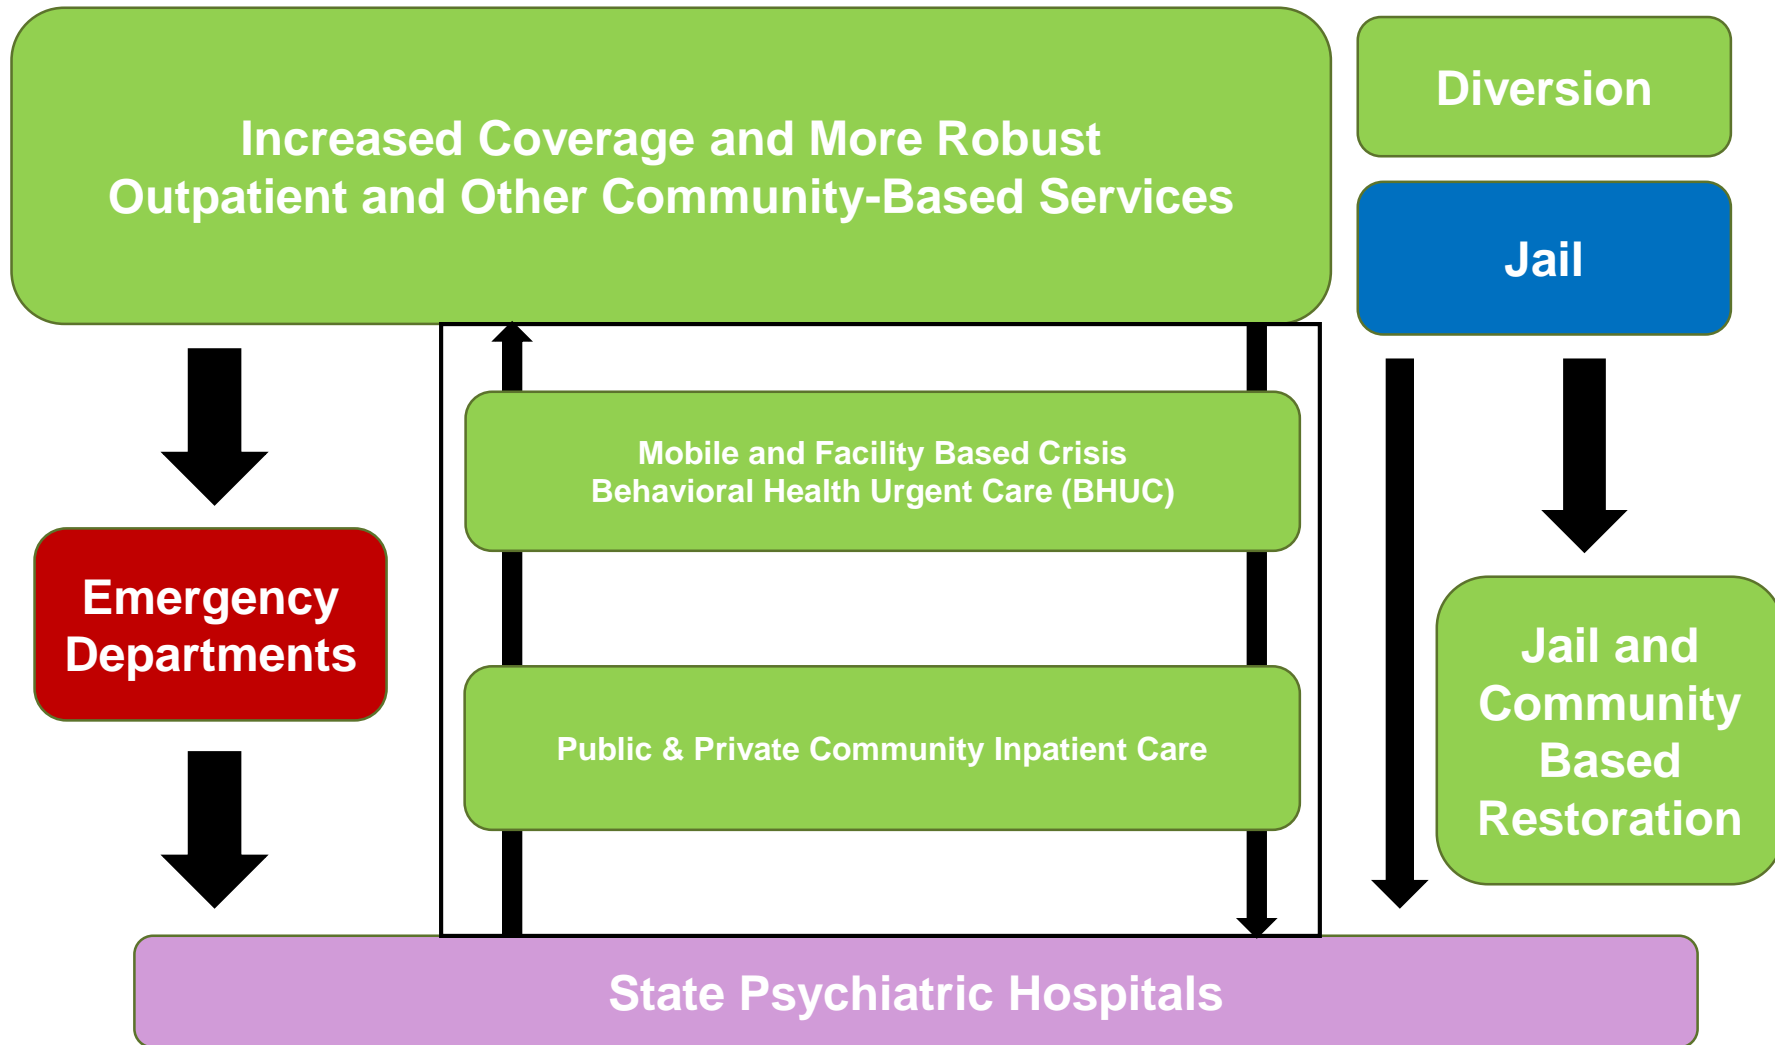 Increased Coverage and More Robust
Outpatient and Other Community-Based Services
Diversion
Jail
Mobile and Facility Based Crisis
Behavioral Health Urgent Care (BHUC)
Emergency
Departments
Public & Private Community Inpatient Care
Jail and
Community
Based
Restoration
State Psychiatric Hospitals